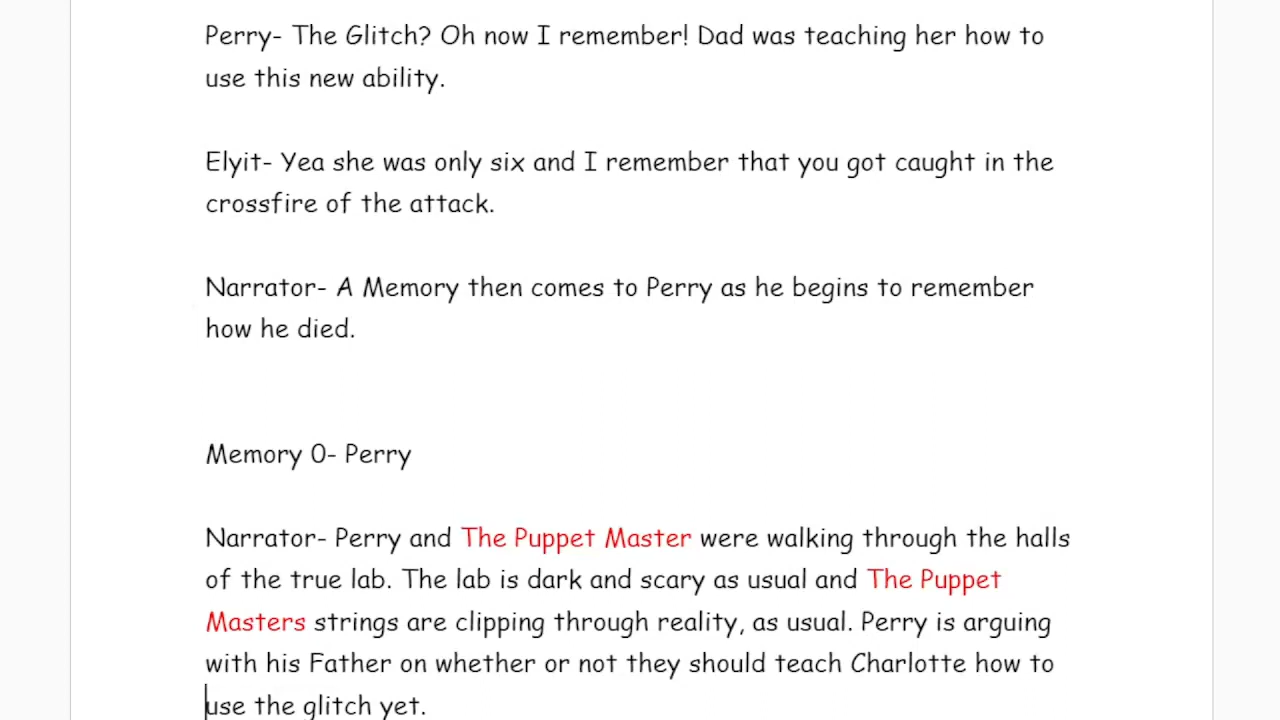 Perry- The Glitch? Oh now I remember! Dad was teaching her how to
use this new ability.
Elyit- Yea she was only six and I remember that you got caught in the
crossfire of the attack.
Narrator- A Memory then comes to Perry as he begins to remember
how he died.
Memory 0- Perry
Narrator- Perry and The Puppet Master were walking through the halls
of the true lab. The lab is dark and scary as usual and The Puppet
Masters strings are clipping through reality, as usual. Perry is arguing
with his Father on whether or not they should teach Charlotte how to
use the glitch yet.